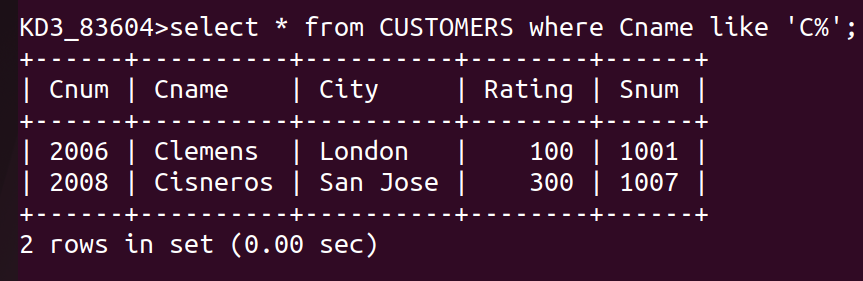 KD3_83604>select * from CUSTOMERS where Cname like 'C%';
+------+----------+----------+--------+------+
| Cnum | Cname    | City     | Rating | Snum |
+------+----------+----------+--------+------+
| 2006 | Clemens  | London   |    100 | 1001 |
| 2008 | Cisneros | San Jose |    300 | 1007 |
+------+----------+----------+--------+------+
2 rows in set (0.00 sec)